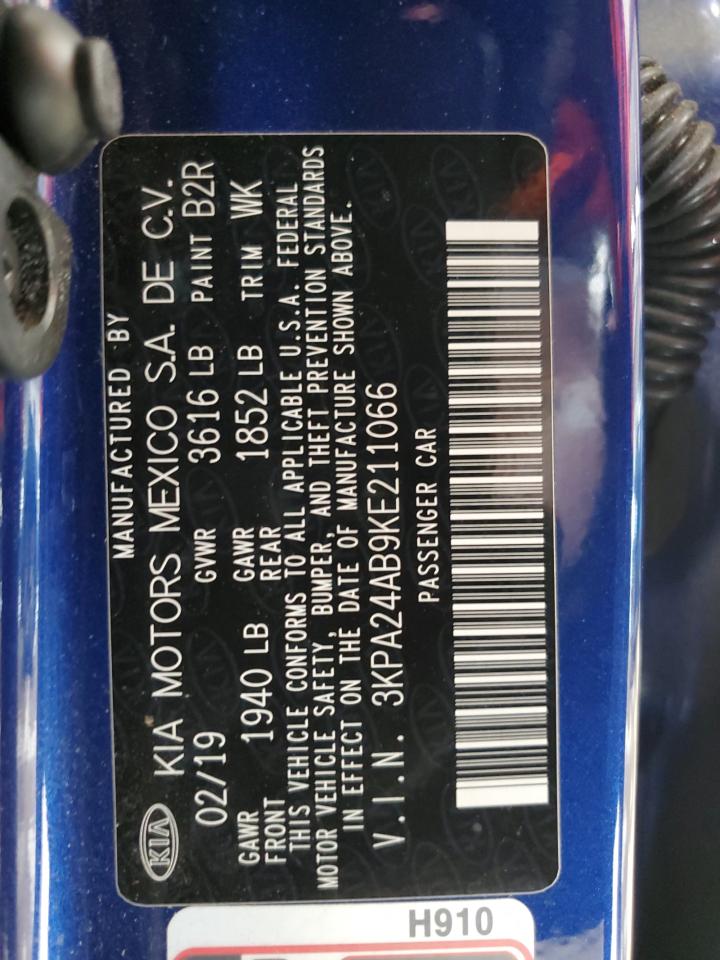 MANUFACTURED BY
KIA KIA MOTORS MEXICO S.A. DE C.V.
02/19 GVWR 3616 LB PAINT B2R
GAWR FRONT 1940 LB GAWR REAR 1852 LB TRIM WK
THIS VEHICLE CONFORMS TO ALL APPLICABLE U.S.A. FEDERAL
MOTOR VEHICLE SAFETY, BUMPER, AND THEFT PREVENTION STANDARDS
IN EFFECT ON THE DATE OF MANUFACTURE SHOWN ABOVE.
V.I.N. 3KPA24AB9KE211066
PASSENGER CAR
H910